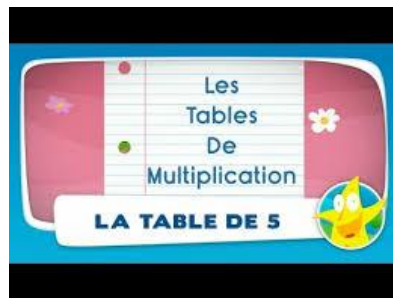 Les
Tables
De
Multiplication
LA TABLE DE 5